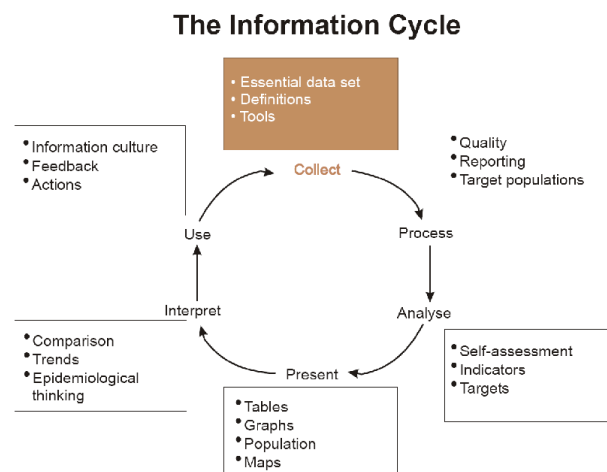 The Information Cycle
• Essential data set
• Definitions
• Tools
• Information culture
• Feedback
• Actions
• Quality
• Reporting
• Target populations
Collect
Use
Process
Interpret
Analyse
• Comparison
• Trends
• Epidemiological
thinking
Present
• Self-assessment
• Indicators
• Targets
• Tables
• Graphs
• Population
• Maps